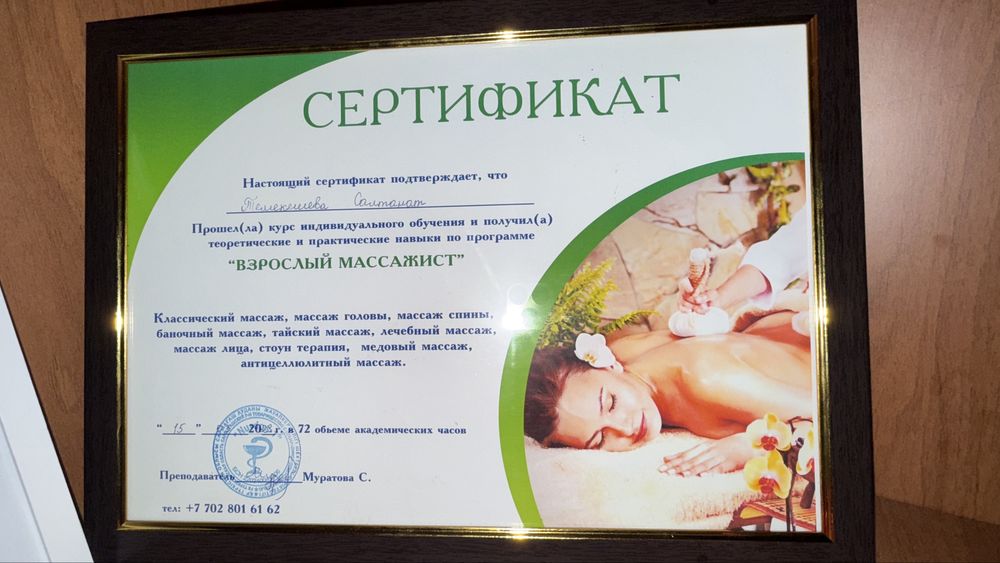 СЕРТИФИКАТ
Настоящий сертификат подтверждает, что
Салтанат
Прошел(ла) курс индивидуального обучения и получил(а)
теоретические и практические навыки по программе
“ВЗРОСЛЫЙ МАССАЖИСТ”
Классический массаж, массаж головы, массаж спины,
баночный массаж, тайский массаж, лечебный массаж,
массаж лица, стоун терапия, медовый массаж,
антицеллюлитный массаж.
“ 15 ” 20 г. в 72 обьеме академических часов
Преподаватель Муратова С.
тел: +7 702 801 61 62